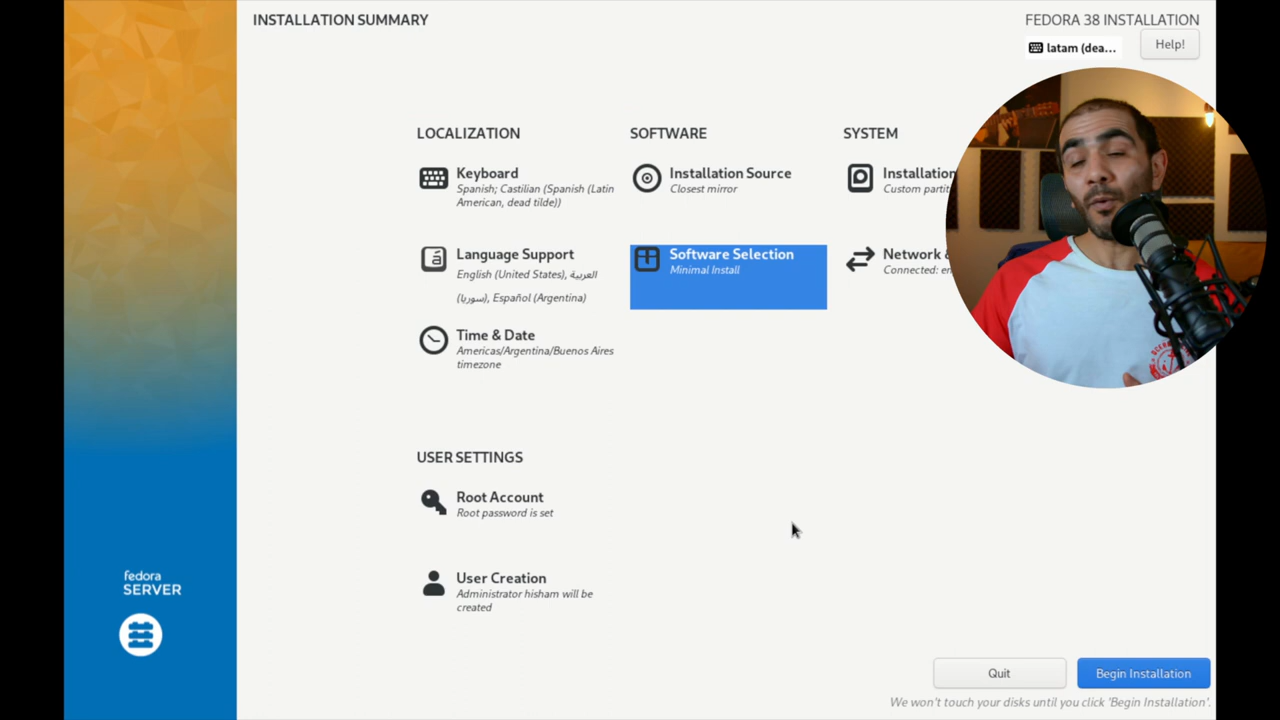 INSTALLATION SUMMARY
FEDORA 38 INSTALLATION
latam (dea...
Help!
LOCALIZATION
Keyboard
Spanish; Castilian (Spanish (Latin
American, dead tilde))
Language Support
English (United States), العربية
(سوريا), Español (Argentina)
Time & Date
Americas/Argentina/Buenos Aires
timezone
SOFTWARE
Installation Source
Closest mirror
Software Selection
Minimal Install
SYSTEM
Installation
Custom partit
Network &
Connected: en
USER SETTINGS
Root Account
Root password is set
User Creation
Administrator hisham will be
created
fedora
SERVER
Quit
Begin Installation
We won't touch your disks until you click 'Begin Installation'.